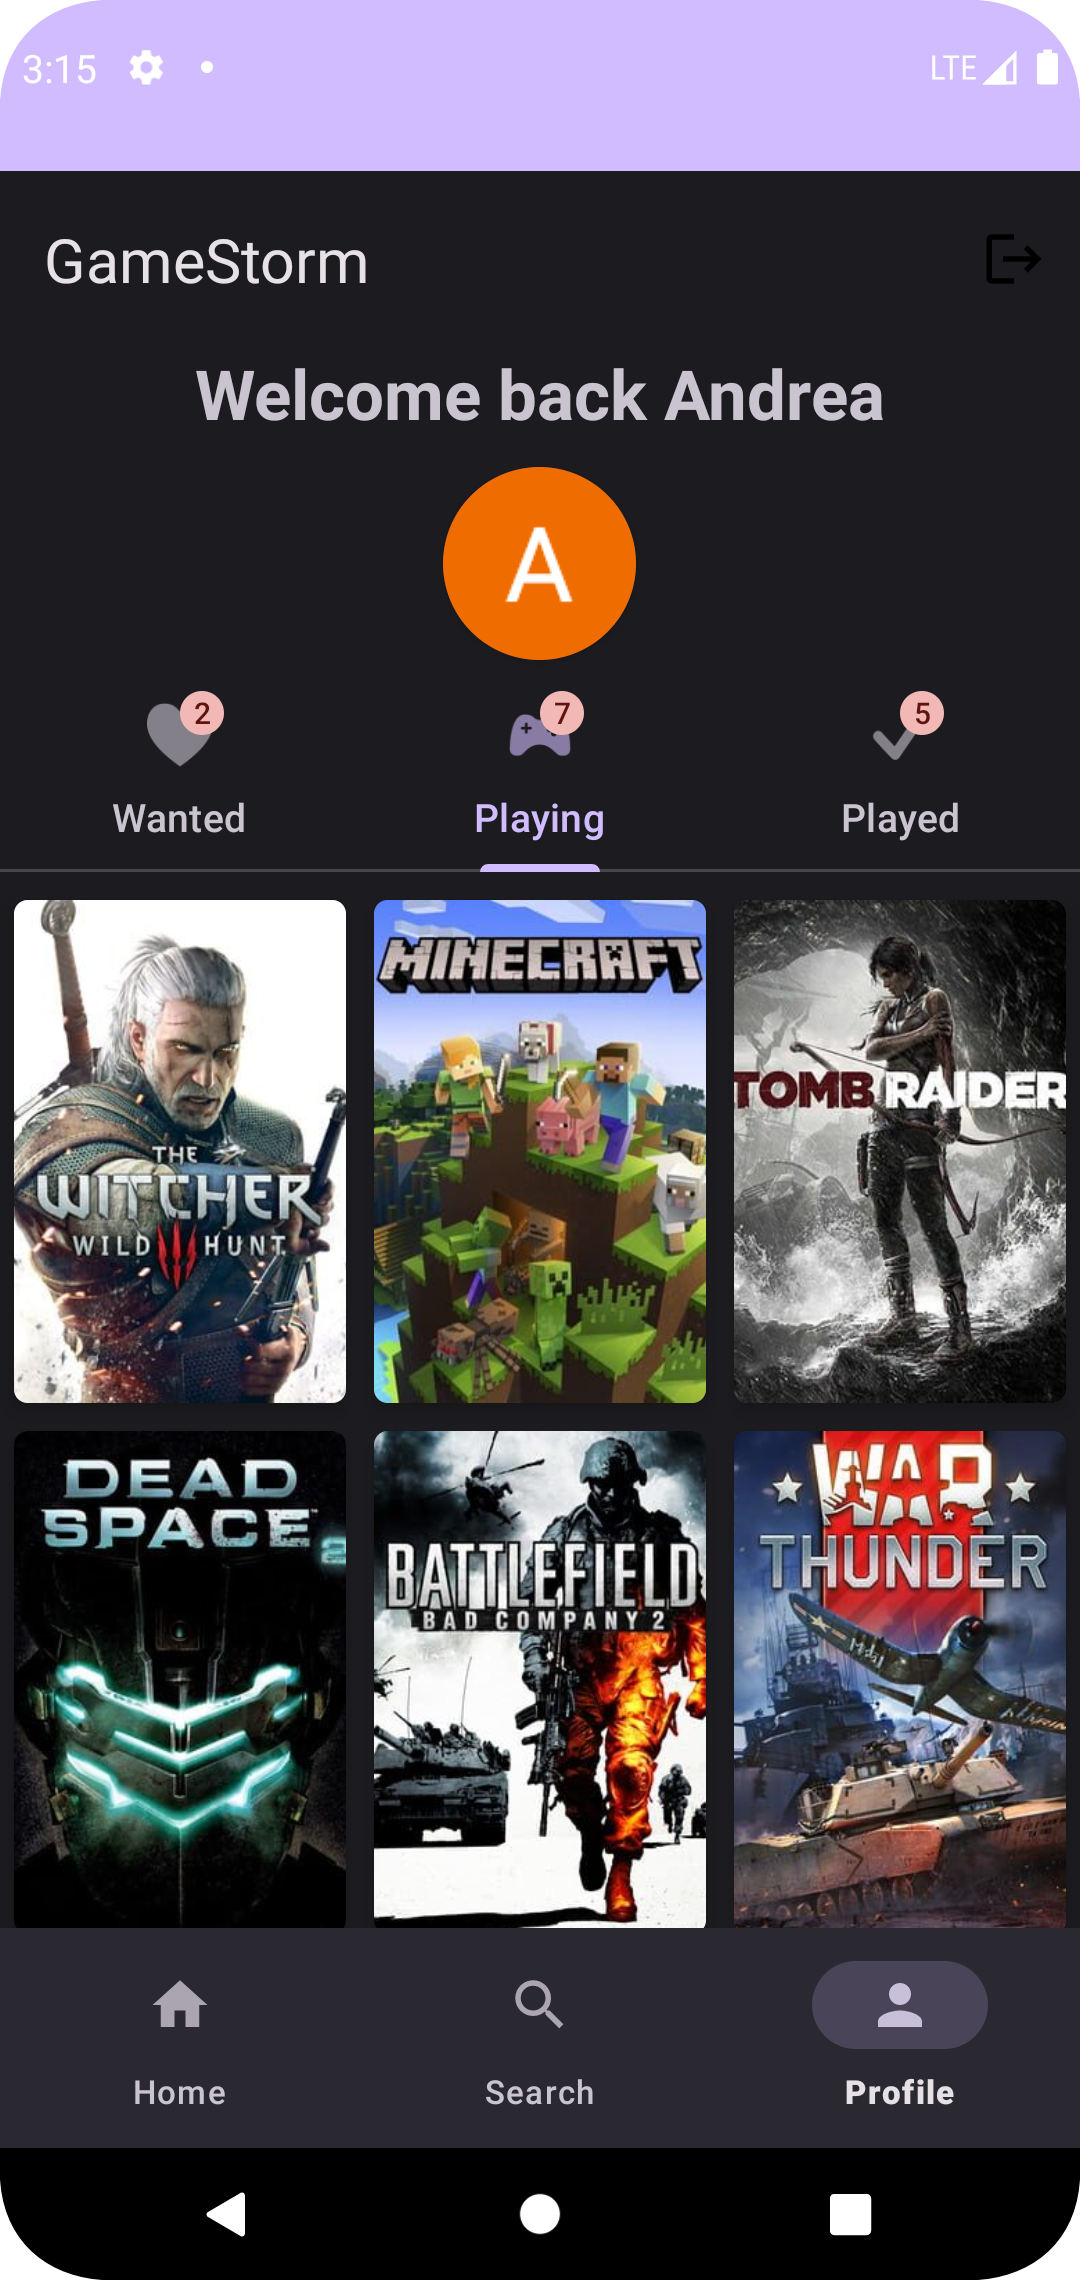 3:15
LTE
GameStorm
Welcome back Andrea
A
2
7
5
Wanted
Playing
Played
THE
WITCHER
WILD HUNT
MINECRAFT
TOMB RAIDER
DEAD
SPACE
2
BATTLEFIELD
BAD COMPANY 2
WAR
THUNDER
Home
Search
Profile